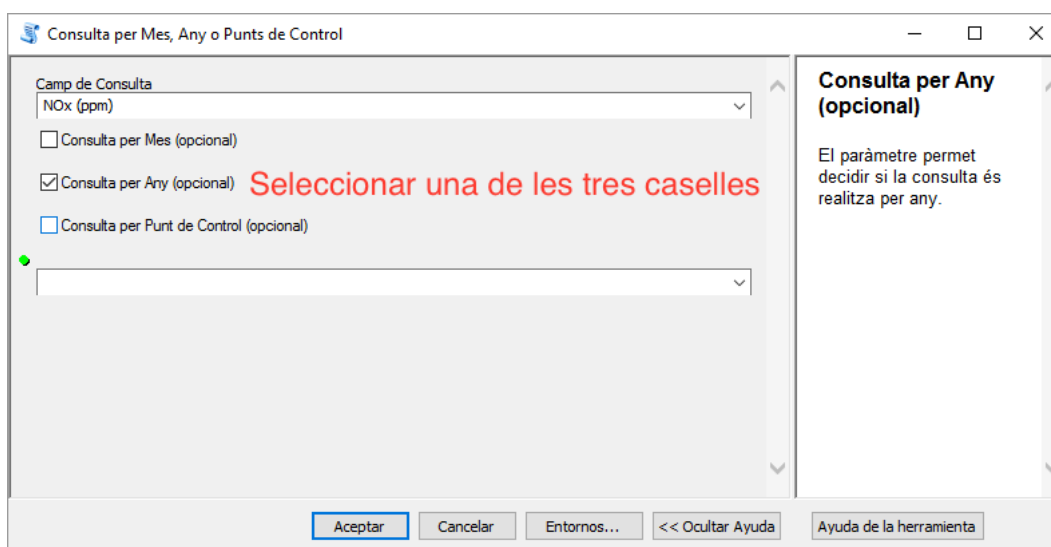 Consulta per Mes, Any o Punts de Control
Camp de Consulta
NOx (ppm)
Consulta per Mes (opcional)
Consulta per Any (opcional)
Seleccionar una de les tres caselles
Consulta per Punt de Control (opcional)
Consulta per Any
(opcional)
El paràmetre permet
decidir si la consulta és
realitza per any.
Aceptar
Cancelar
Entornos...
<< Ocultar Ayuda
Ayuda de la herramienta